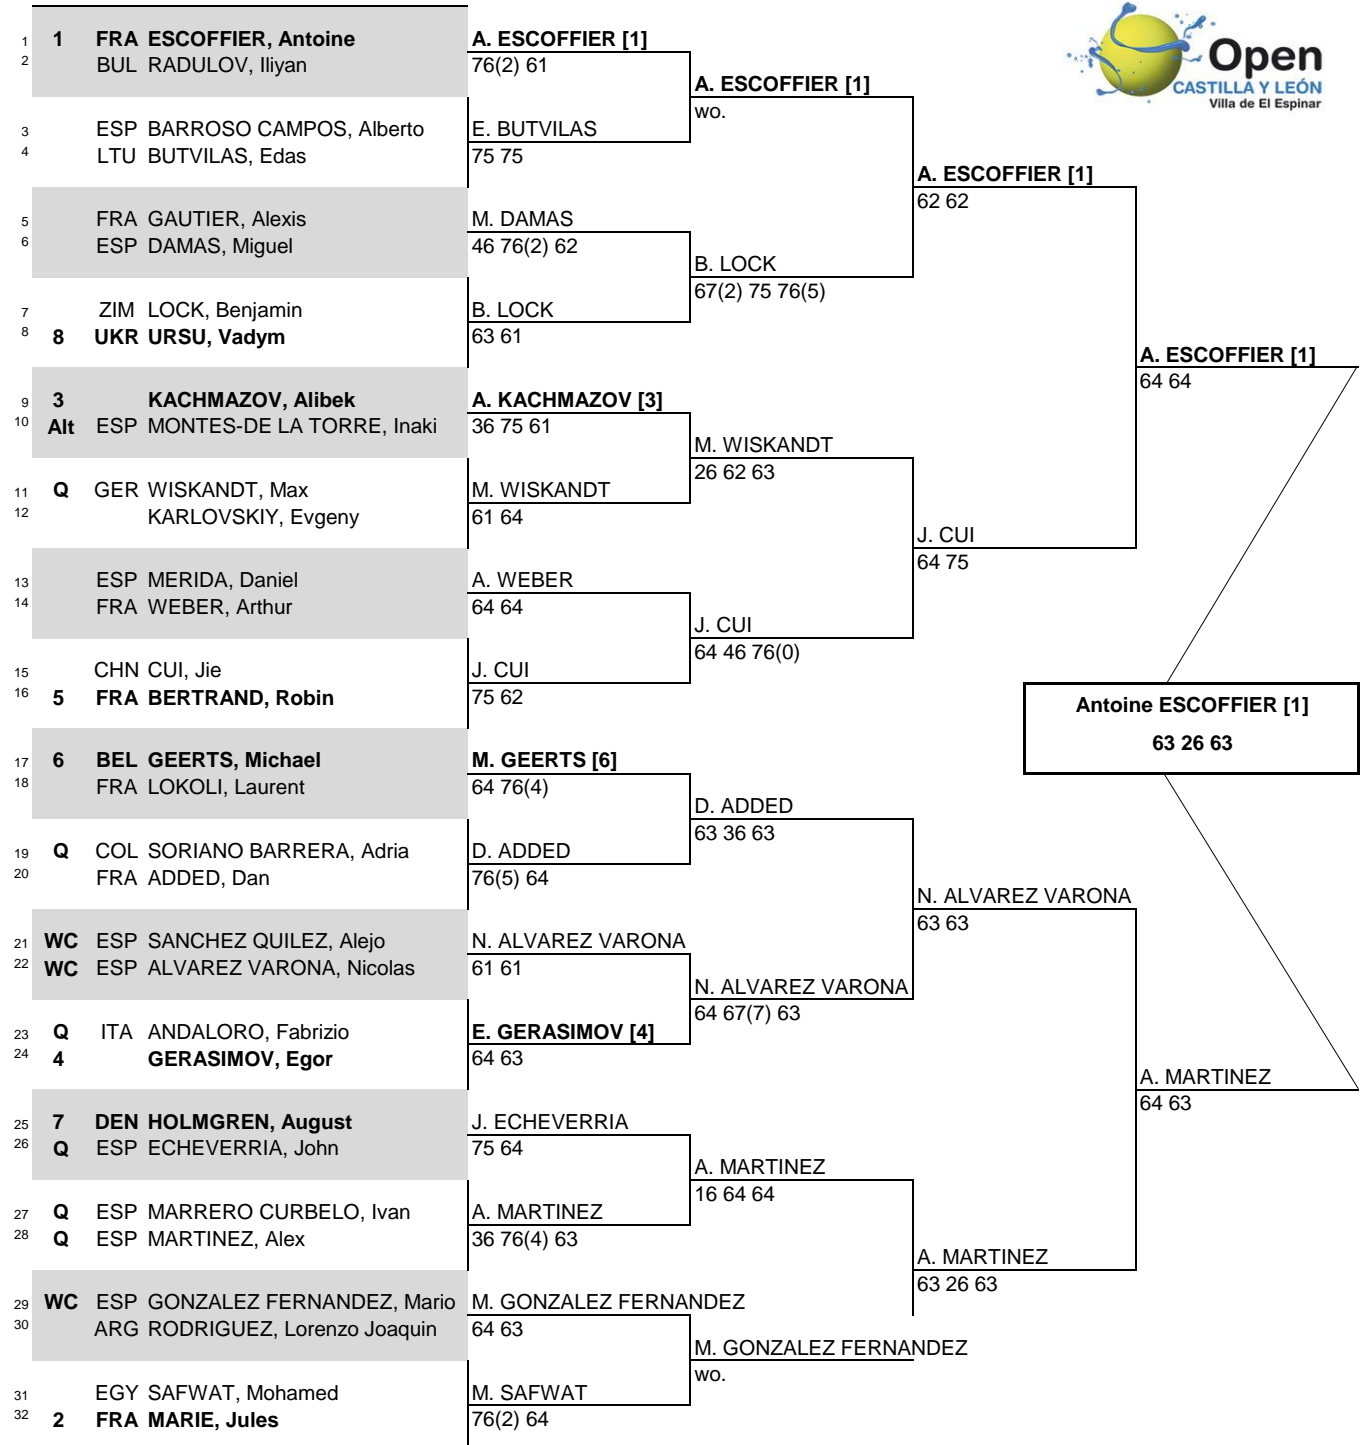 Open
CASTILLA Y LEÓN
Villa de El Espinar
1 1 FRA ESCOFFIER, Antoine
2 BUL RADULOV, Iliyan
3 ESP BARROSO CAMPOS, Alberto
4 LTU BUTVILAS, Edas
5 FRA GAUTIER, Alexis
6 ESP DAMAS, Miguel
7 ZIM LOCK, Benjamin
8 8 UKR URSU, Vadym
9 3 KACHMAZOV, Alibek
10 Alt ESP MONTES-DE LA TORRE, Inaki
11 Q GER WISKANDT, Max
12 KARLOVSKIY, Evgeny
13 ESP MERIDA, Daniel
14 FRA WEBER, Arthur
15 CHN CUI, Jie
16 5 FRA BERTRAND, Robin
17 6 BEL GEERTS, Michael
18 FRA LOKOLI, Laurent
19 Q COL SORIANO BARRERA, Adria
20 FRA ADDED, Dan
21 WC ESP SANCHEZ QUILEZ, Alejo
22 WC ESP ALVAREZ VARONA, Nicolas
23 Q ITA ANDALORO, Fabrizio
24 4 GERASIMOV, Egor
25 7 DEN HOLMGREN, August
26 Q ESP ECHEVERRIA, John
27 Q ESP MARRERO CURBELO, Ivan
28 Q ESP MARTINEZ, Alex
29 WC ESP GONZALEZ FERNANDEZ, Mario
30 ARG RODRIGUEZ, Lorenzo Joaquin
31 EGY SAFWAT, Mohamed
32 2 FRA MARIE, Jules
A. ESCOFFIER [1]
76(2) 61
E. BUTVILAS
75 75
M. DAMAS
46 76(2) 62
B. LOCK
63 61
A. KACHMAZOV [3]
36 75 61
M. WISKANDT
61 64
A. WEBER
64 64
J. CUI
75 62
M. GEERTS [6]
64 76(4)
D. ADDED
76(5) 64
N. ALVAREZ VARONA
61 61
E. GERASIMOV [4]
64 63
J. ECHEVERRIA
75 64
A. MARTINEZ
36 76(4) 63
M. GONZALEZ FERNANDEZ
64 63
M. SAFWAT
76(2) 64
A. ESCOFFIER [1]
wo.
B. LOCK
67(2) 75 76(5)
M. WISKANDT
26 62 63
J. CUI
64 46 76(0)
D. ADDED
63 36 63
N. ALVAREZ VARONA
64 67(7) 63
A. MARTINEZ
16 64 64
M. GONZALEZ FERNANDEZ
wo.
A. ESCOFFIER [1]
62 62
J. CUI
64 75
N. ALVAREZ VARONA
63 63
A. MARTINEZ
63 26 63
A. ESCOFFIER [1]
64 64
A. MARTINEZ
64 63
Antoine ESCOFFIER [1]
63 26 63